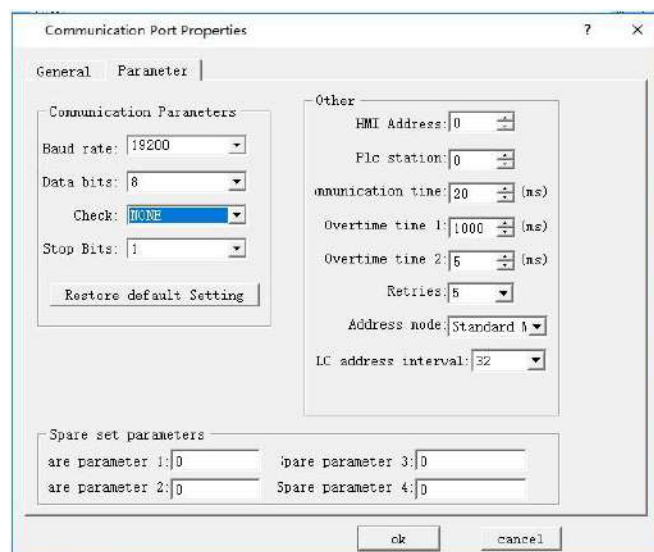 Communication Port Properties
? ×
General Parameter
Communication Parameters
Baud rate: 19200
Data bits: 8
Check: NONE
Stop Bits: 1
Restore default Setting
Other
HMI Address: 0
Plc station: 0
mmunication time: 20 (ms)
Overtime time 1: 1000 (ms)
Overtime time 2: 5 (ms)
Retries: 5
Address mode: Standard M
LC address interval: 32
Spare set parameters
are parameter 1: 0
pare parameter 3: 0
are parameter 2: 0
Spare parameter 4: 0
ok cancel